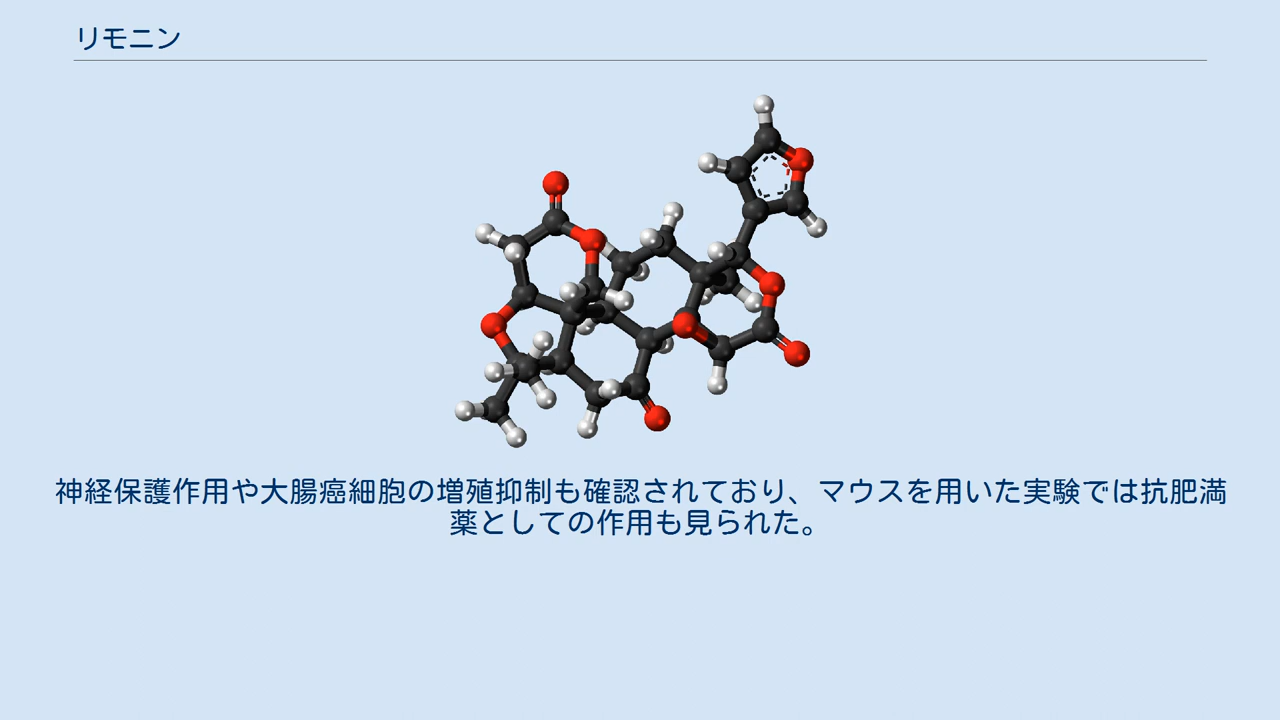 リモニン
神経保護作用や大腸癌細胞の増殖抑制も確認されており、マウスを用いた実験では抗肥満
薬としての作用も見られた。